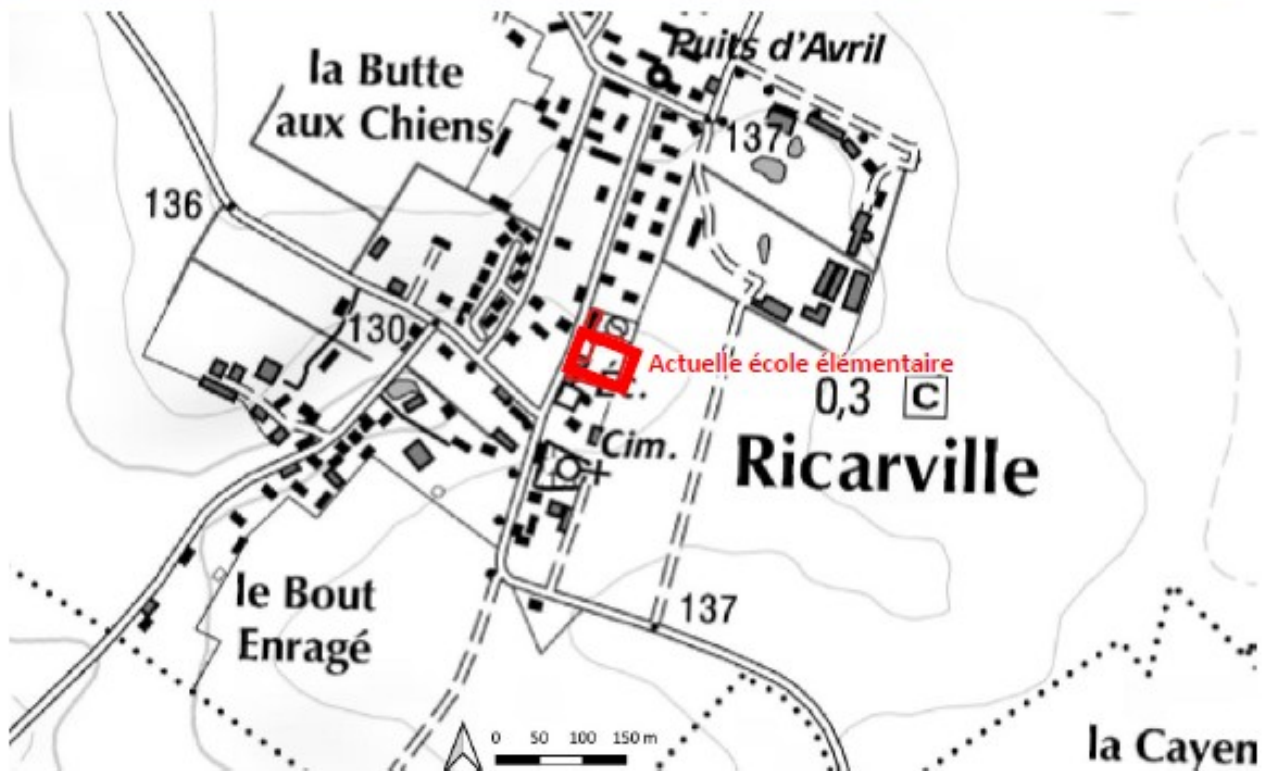 Puits d'Avril
la Butte
aux Chiens
137
136
130
Actuelle école élémentaire
0,3 C
Cim.
Ricarville
le Bout
Enragé
137
0 50 100 150 m
la Cayen